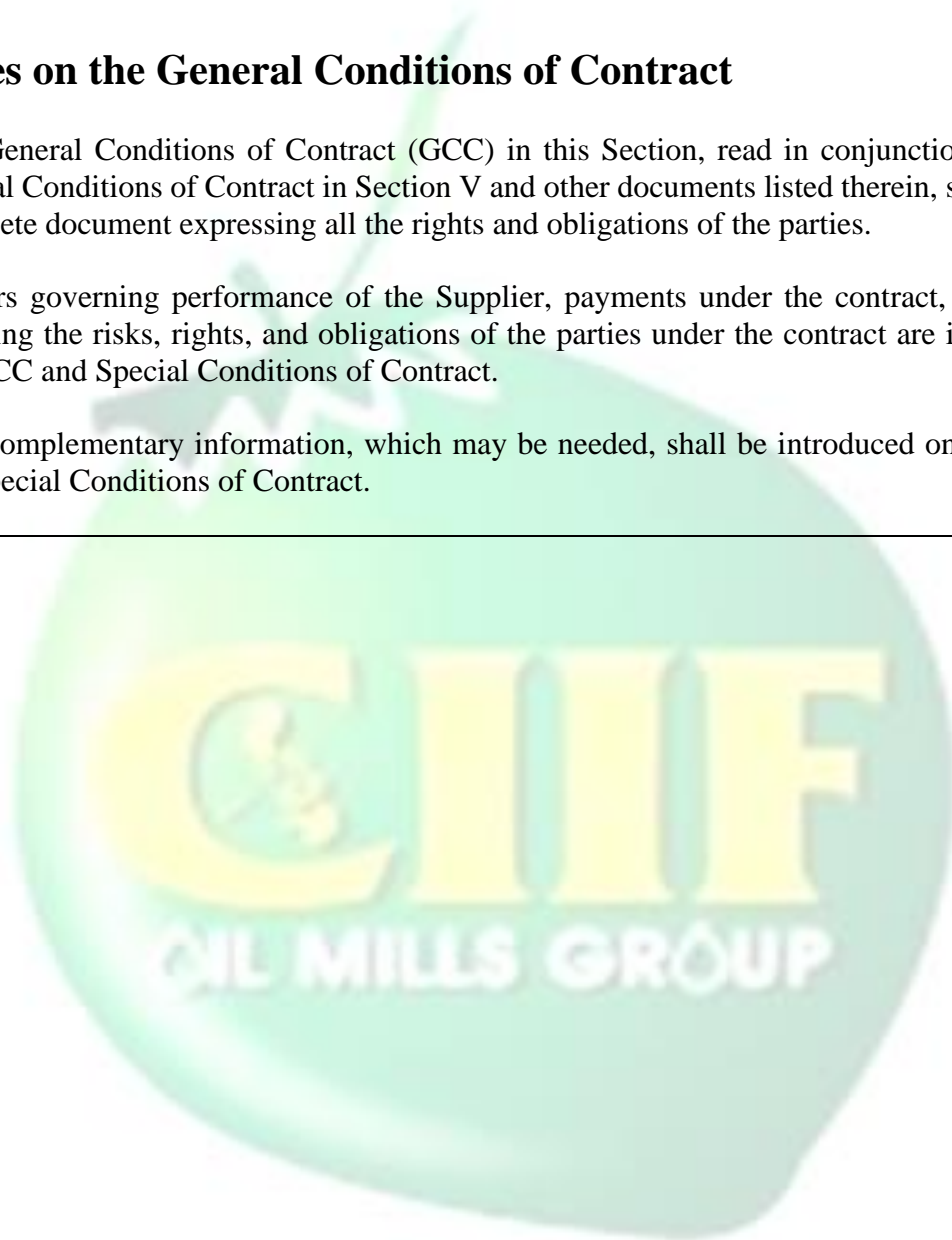 es on the General Conditions of Contract
General Conditions of Contract (GCC) in this Section, read in conjunctio
al Conditions of Contract in Section V and other documents listed therein, s
ete document expressing all the rights and obligations of the parties.
rs governing performance of the Supplier, payments under the contract,
ing the risks, rights, and obligations of the parties under the contract are i
CC and Special Conditions of Contract.
omplementary information, which may be needed, shall be introduced on
pecial Conditions of Contract.
CIIF
OIL MILLS GROUP